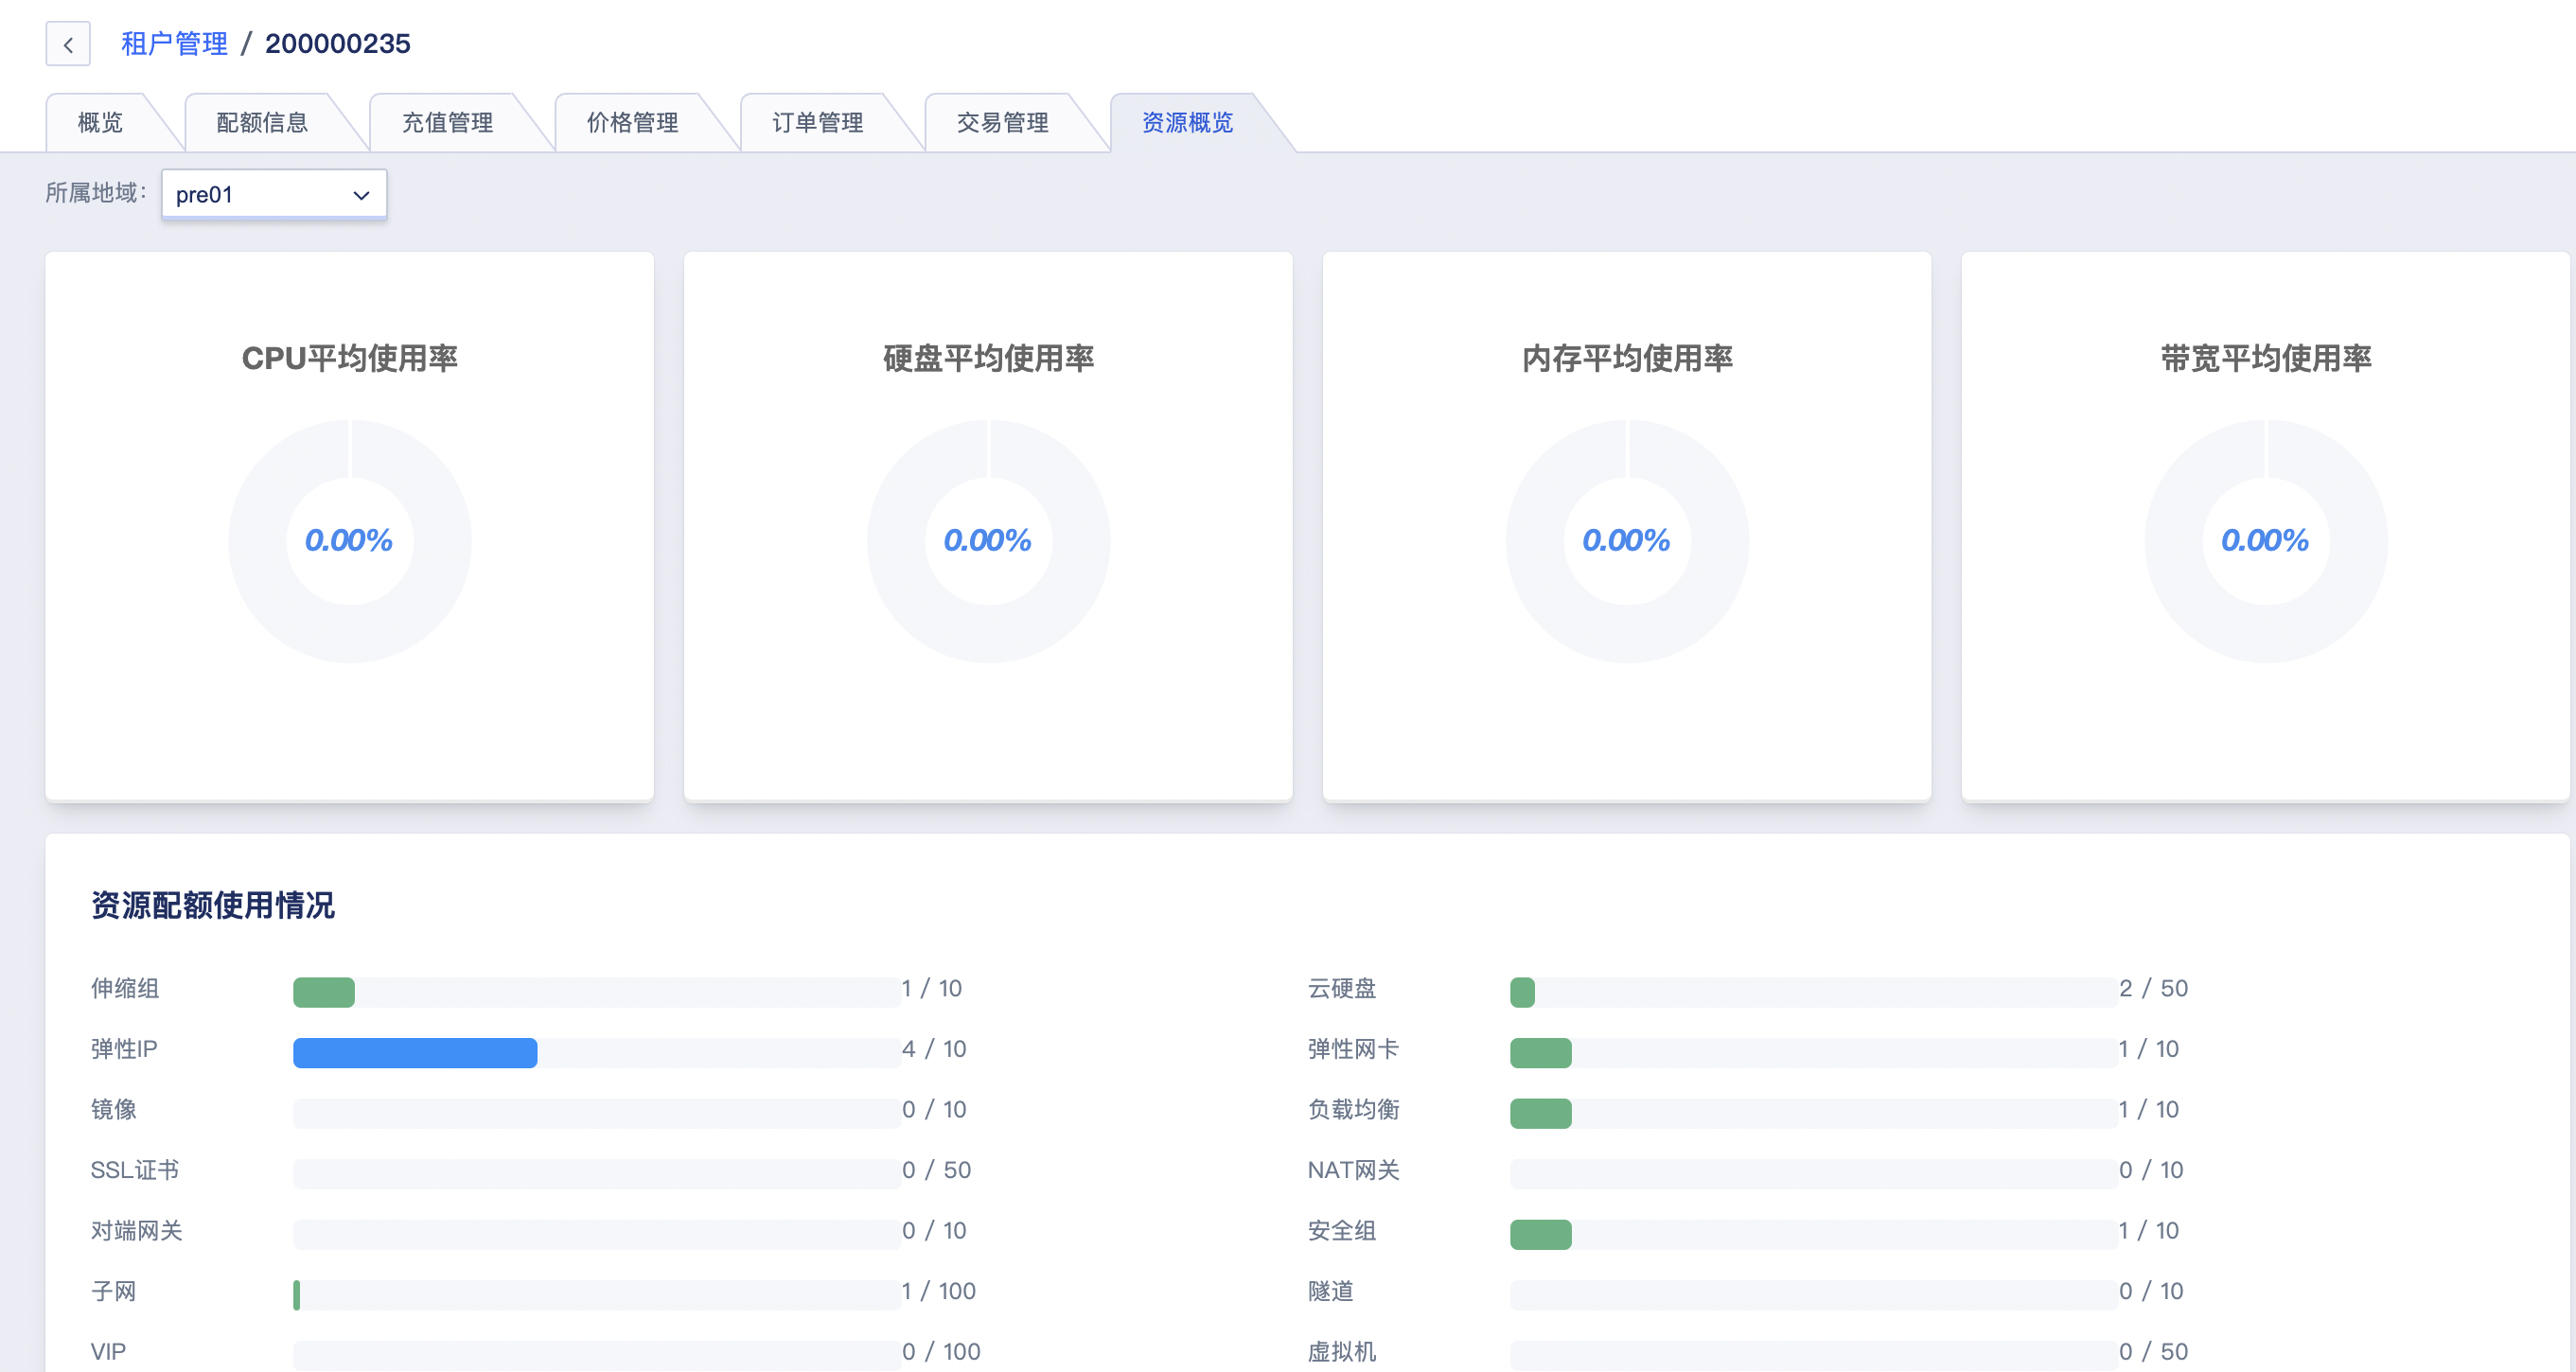 租户管理 / 200000235
概览 配额信息 充值管理 价格管理 订单管理 交易管理 资源概览
所属地域： pre01
CPU平均使用率 硬盘平均使用率 内存平均使用率 带宽平均使用率
0.00% 0.00% 0.00% 0.00%
资源配额使用情况
伸缩组 1 / 10 云硬盘 2 / 50
弹性IP 4 / 10 弹性网卡 1 / 10
镜像 0 / 10 负载均衡 1 / 10
SSL证书 0 / 50 NAT网关 0 / 10
对端网关 0 / 10 安全组 1 / 10
子网 1 / 100 隧道 0 / 10
VIP 0 / 100 虚拟机 0 / 50